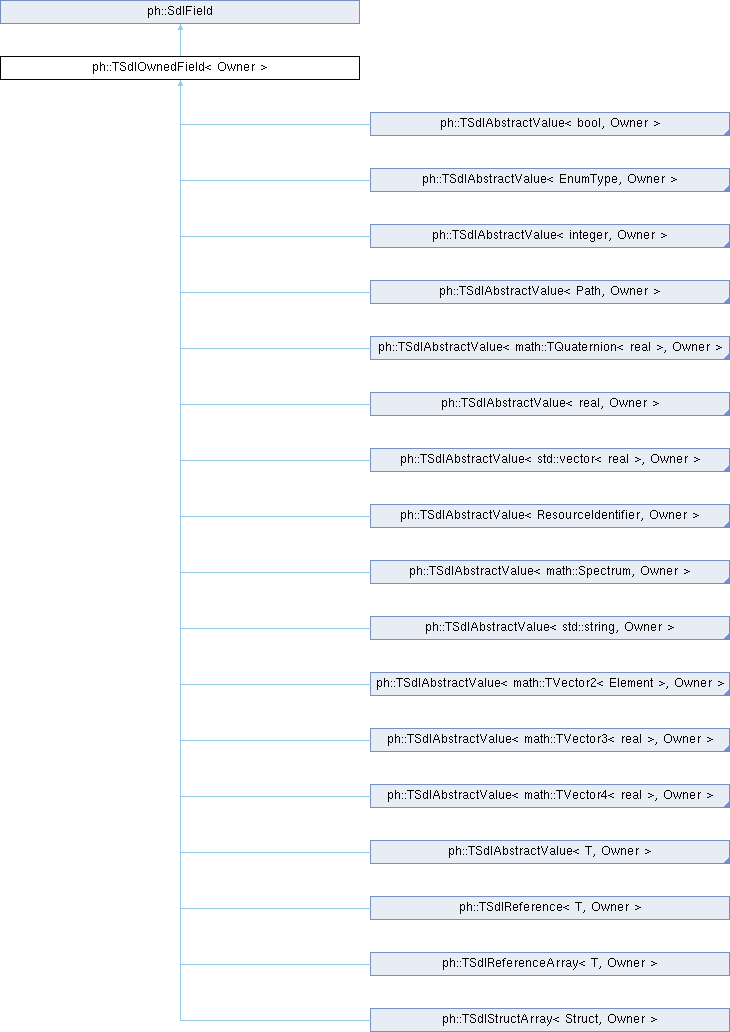 ph::SdlField
ph::TSdlOwnedField< Owner >
ph::TSdlAbstractValue< bool, Owner >
ph::TSdlAbstractValue< EnumType, Owner >
ph::TSdlAbstractValue< integer, Owner >
ph::TSdlAbstractValue< Path, Owner >
ph::TSdlAbstractValue< math::TQuaternion< real >, Owner >
ph::TSdlAbstractValue< real, Owner >
ph::TSdlAbstractValue< std::vector< real >, Owner >
ph::TSdlAbstractValue< ResourceIdentifier, Owner >
ph::TSdlAbstractValue< math::Spectrum, Owner >
ph::TSdlAbstractValue< std::string, Owner >
ph::TSdlAbstractValue< math::TVector2< Element >, Owner >
ph::TSdlAbstractValue< math::TVector3< real >, Owner >
ph::TSdlAbstractValue< math::TVector4< real >, Owner >
ph::TSdlAbstractValue< T, Owner >
ph::TSdlReference< T, Owner >
ph::TSdlReferenceArray< T, Owner >
ph::TSdlStructArray< Struct, Owner >